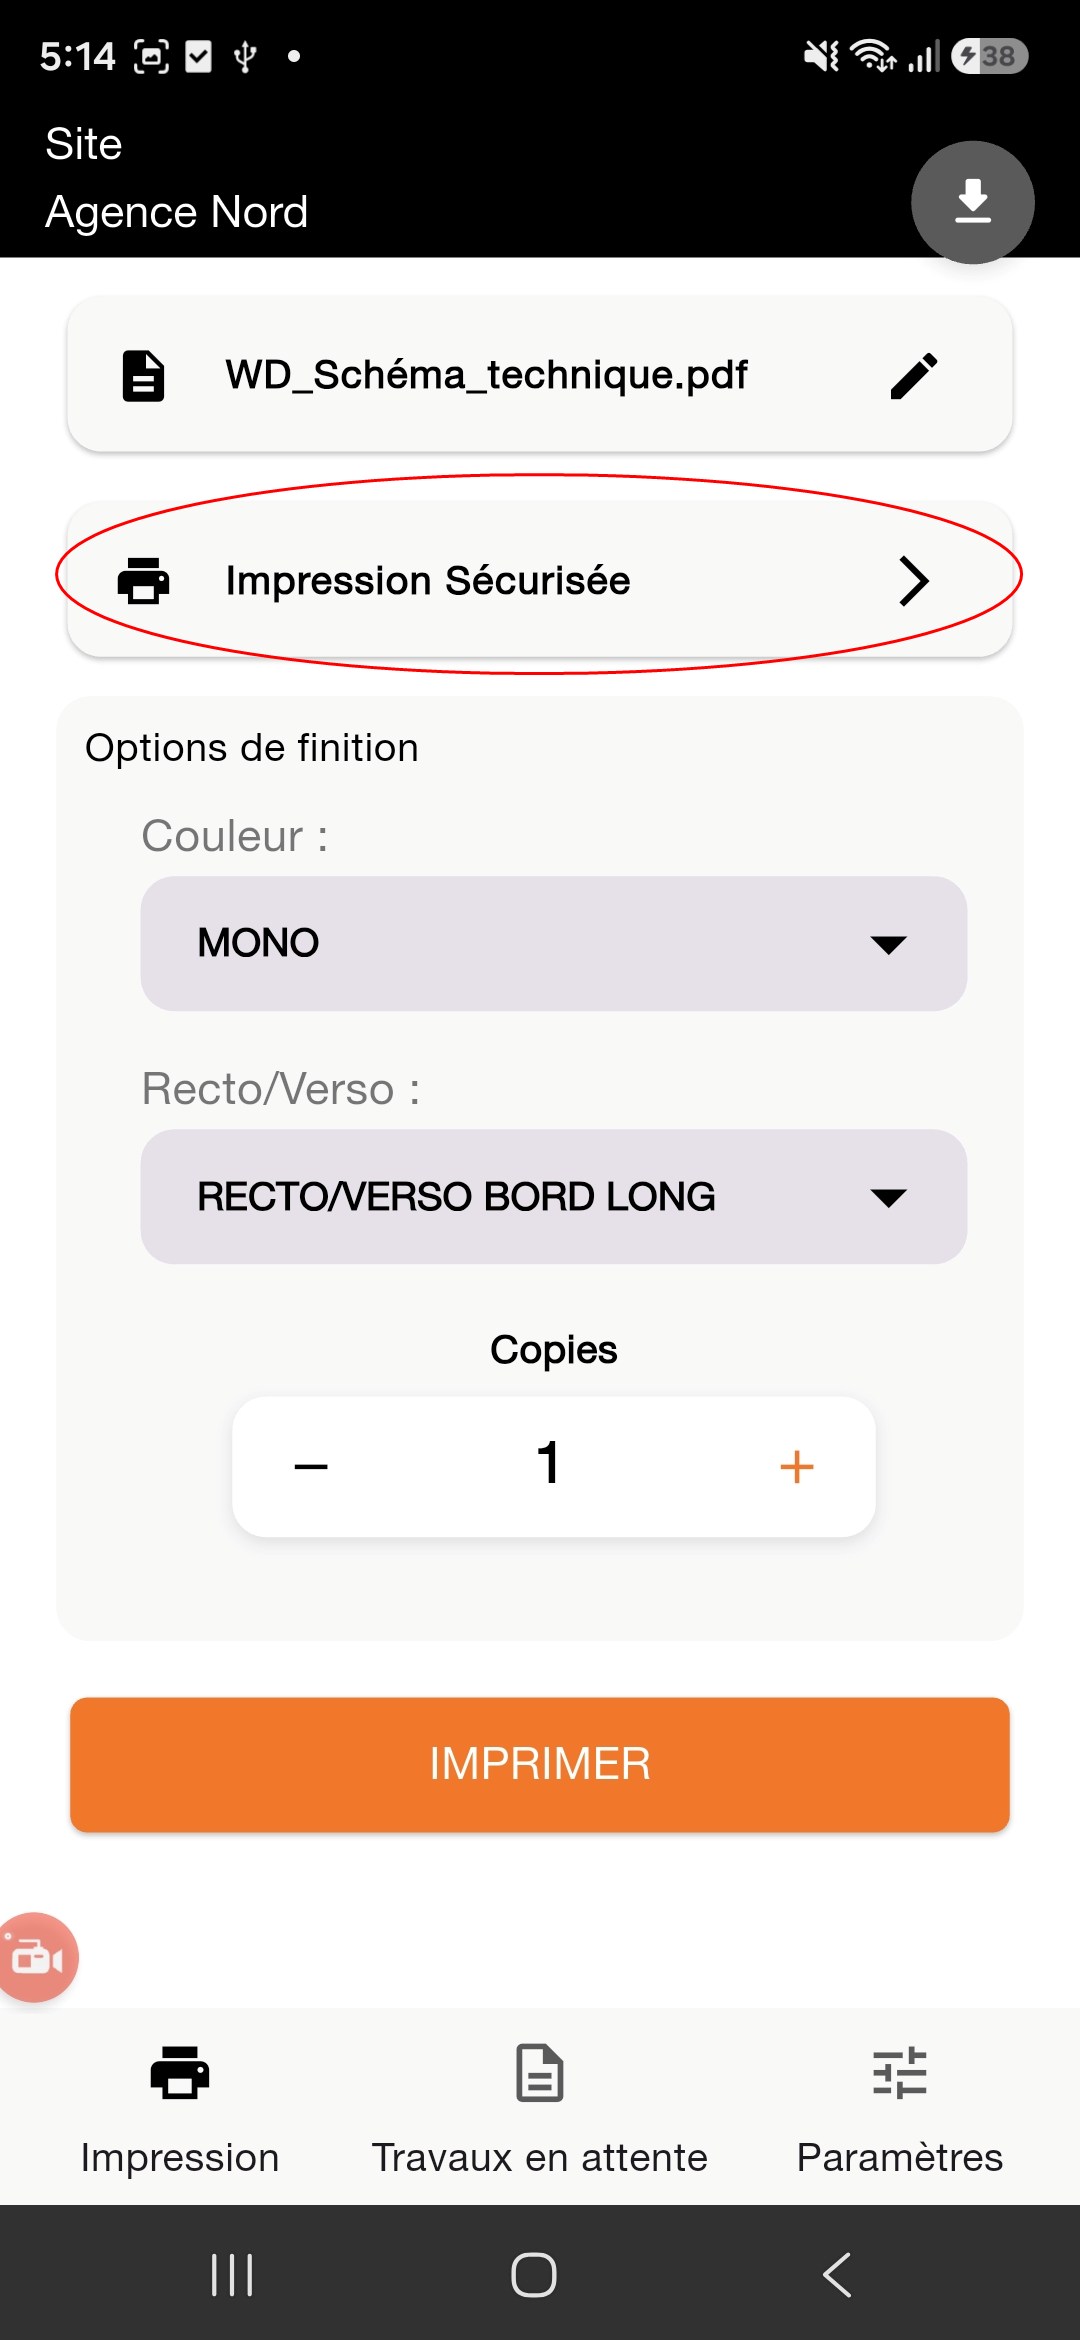 5:14
38
Site
Agence Nord
WD_Schéma_technique.pdf
Impression Sécurisée
Options de finition
Couleur :
MONO
Recto/Verso :
RECTO/VERSO BORD LONG
Copies
1
IMPRIMER
Impression
Travaux en attente
Paramètres